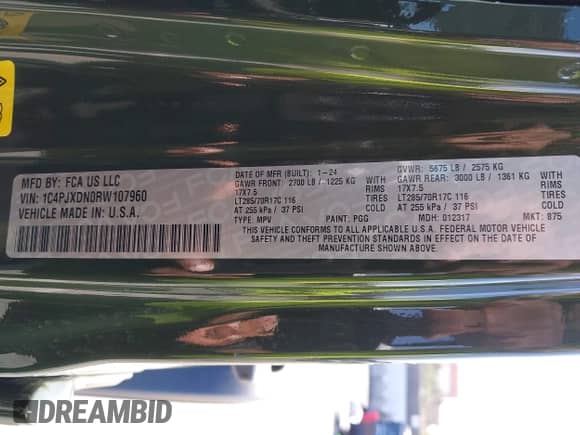 MFD BY: FCA US LLC
VIN: 1C4PJXDN0RW107960
VEHICLE MADE IN: U.S.A.
DATE OF MFR (BUILT): 1-24
GVWR: 5675 LB / 2575 KG
GAWR FRONT: 2700 LB / 1225 KG
GAWR REAR: 3000 LB / 1361 KG
17X7.5 RIMS
17X7.5 RIMS
LT285/70R17C 116 TIRES
LT285/70R17C 116 TIRES
AT 255 kPa / 37 PSI COLD
AT 255 kPa / 37 PSI COLD
TYPE: MPV
PAINT: PGG
MDH: 012317
MKT: 875
THIS VEHICLE CONFORMS TO ALL APPLICABLE U.S.A. FEDERAL MOTOR VEHICLE
SAFETY AND THEFT PREVENTION STANDARDS IN EFFECT ON THE DATE OF
MANUFACTURE SHOWN ABOVE.
DREAMBID